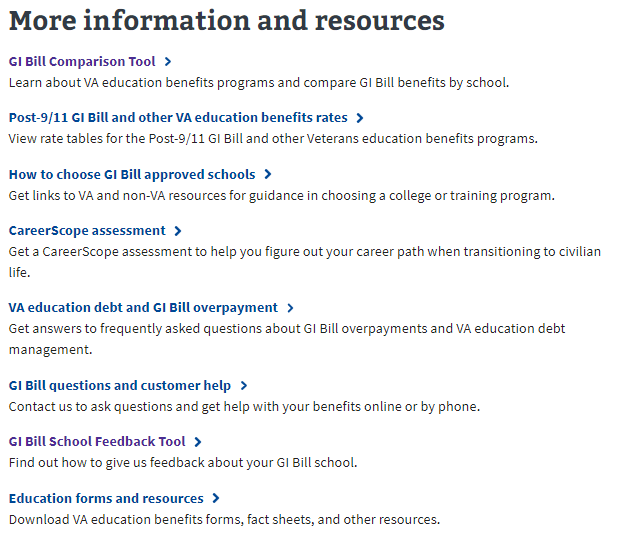 More information and resources
GI Bill Comparison Tool
Learn about VA education benefits programs and compare GI Bill benefits by school.
Post-9/11 GI Bill and other VA education benefits rates
View rate tables for the Post-9/11 GI Bill and other Veterans education benefits programs.
How to choose GI Bill approved schools
Get links to VA and non-VA resources for guidance in choosing a college or training program.
CareerScope assessment
Get a CareerScope assessment to help you figure out your career path when transitioning to civilian
life.
VA education debt and GI Bill overpayment
Get answers to frequently asked questions about GI Bill overpayments and VA education debt
management.
GI Bill questions and customer help
Contact us to ask questions and get help with your benefits online or by phone.
GI Bill School Feedback Tool
Find out how to give us feedback about your GI Bill school.
Education forms and resources
Download VA education benefits forms, fact sheets, and other resources.